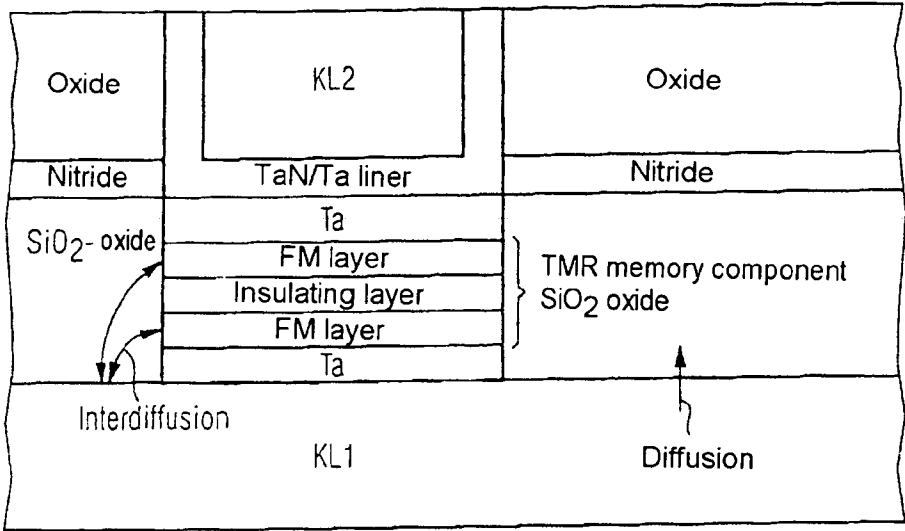 Oxide
KL2
Oxide
Nitride
TaN/Ta liner
Nitride
Ta
SiO2- oxide
FM layer
Insulating layer
FM layer
Ta
TMR memory component
SiO2 oxide
Interdiffusion
KL1
Diffusion